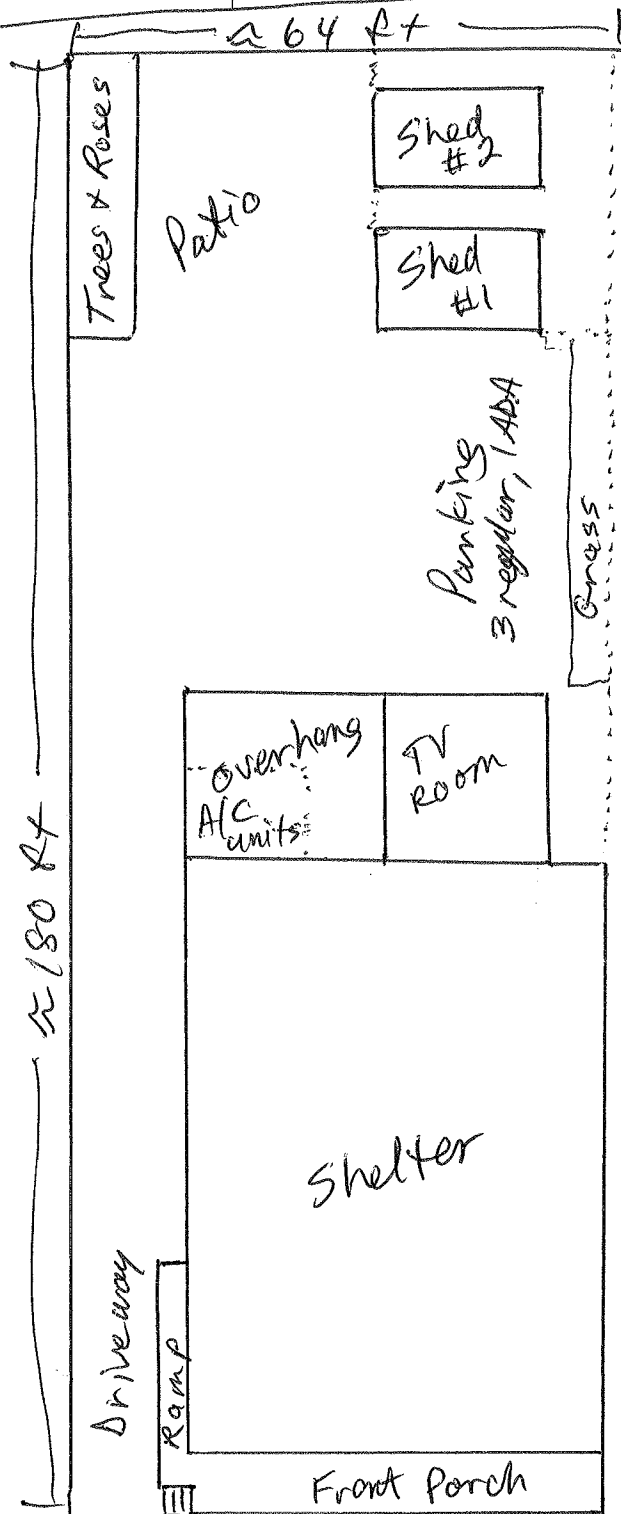 ≈ 64 ft
Trees & Roses
Patio
Shed
#2
Shed
#1
Parking
3 regular, 1 ADA
Grass
overhang
A/C
units
TV
ROOM
≈ 180 ft
Shelter
Driveway
Ramp
Front Porch